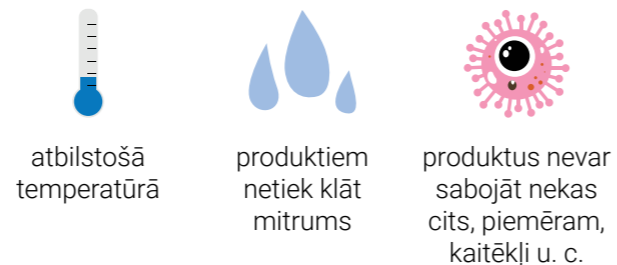 atbilstošā
temperatūrā
produktiem
netiek klāt
mitrums
produktus nevar
sabojāt nekas
cits, piemēram,
kaitēkļi u. c.